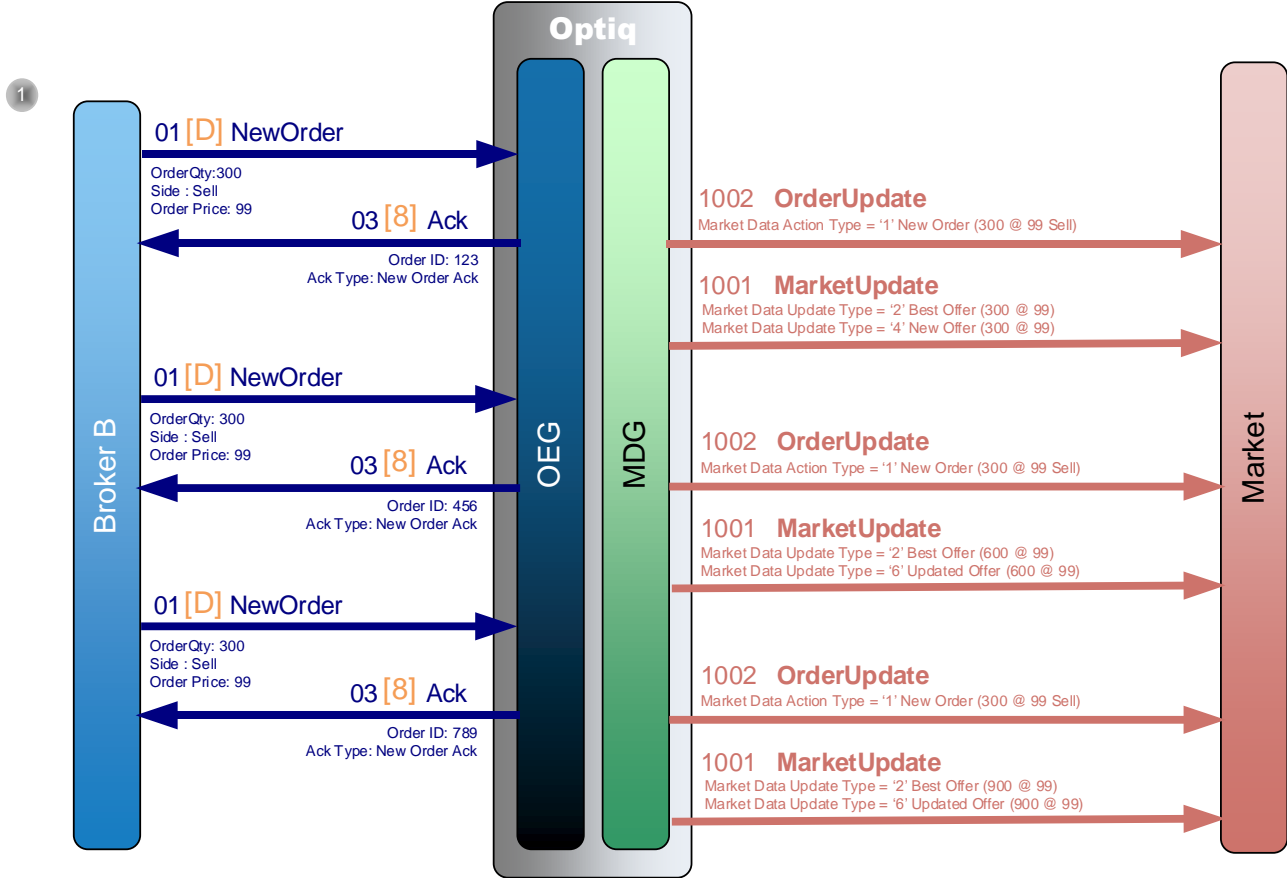 Optiq
1
01 [D] NewOrder
OrderQty:300
Side : Sell
Order Price: 99
03 [8] Ack
Order ID: 123
Ack Type: New Order Ack
1002 OrderUpdate
Market Data Action Type = ‘1’ New Order (300 @ 99 Sell)
1001 MarketUpdate
Market Data Update Type = ‘2’ Best Offer (300 @ 99)
Market Data Update Type = ‘4’ New Offer (300 @ 99)
Broker B
OEG
MDG
Market
01 [D] NewOrder
OrderQty: 300
Side : Sell
Order Price: 99
03 [8] Ack
Order ID: 456
Ack Type: New Order Ack
1002 OrderUpdate
Market Data Action Type = ‘1’ New Order (300 @ 99 Sell)
1001 MarketUpdate
Market Data Update Type = ‘2’ Best Offer (600 @ 99)
Market Data Update Type = ‘6’ Updated Offer (600 @ 99)
01 [D] NewOrder
OrderQty: 300
Side : Sell
Order Price: 99
03 [8] Ack
Order ID: 789
Ack Type: New Order Ack
1002 OrderUpdate
Market Data Action Type = ‘1’ New Order (300 @ 99 Sell)
1001 MarketUpdate
Market Data Update Type = ‘2’ Best Offer (900 @ 99)
Market Data Update Type = ‘6’ Updated Offer (900 @ 99)